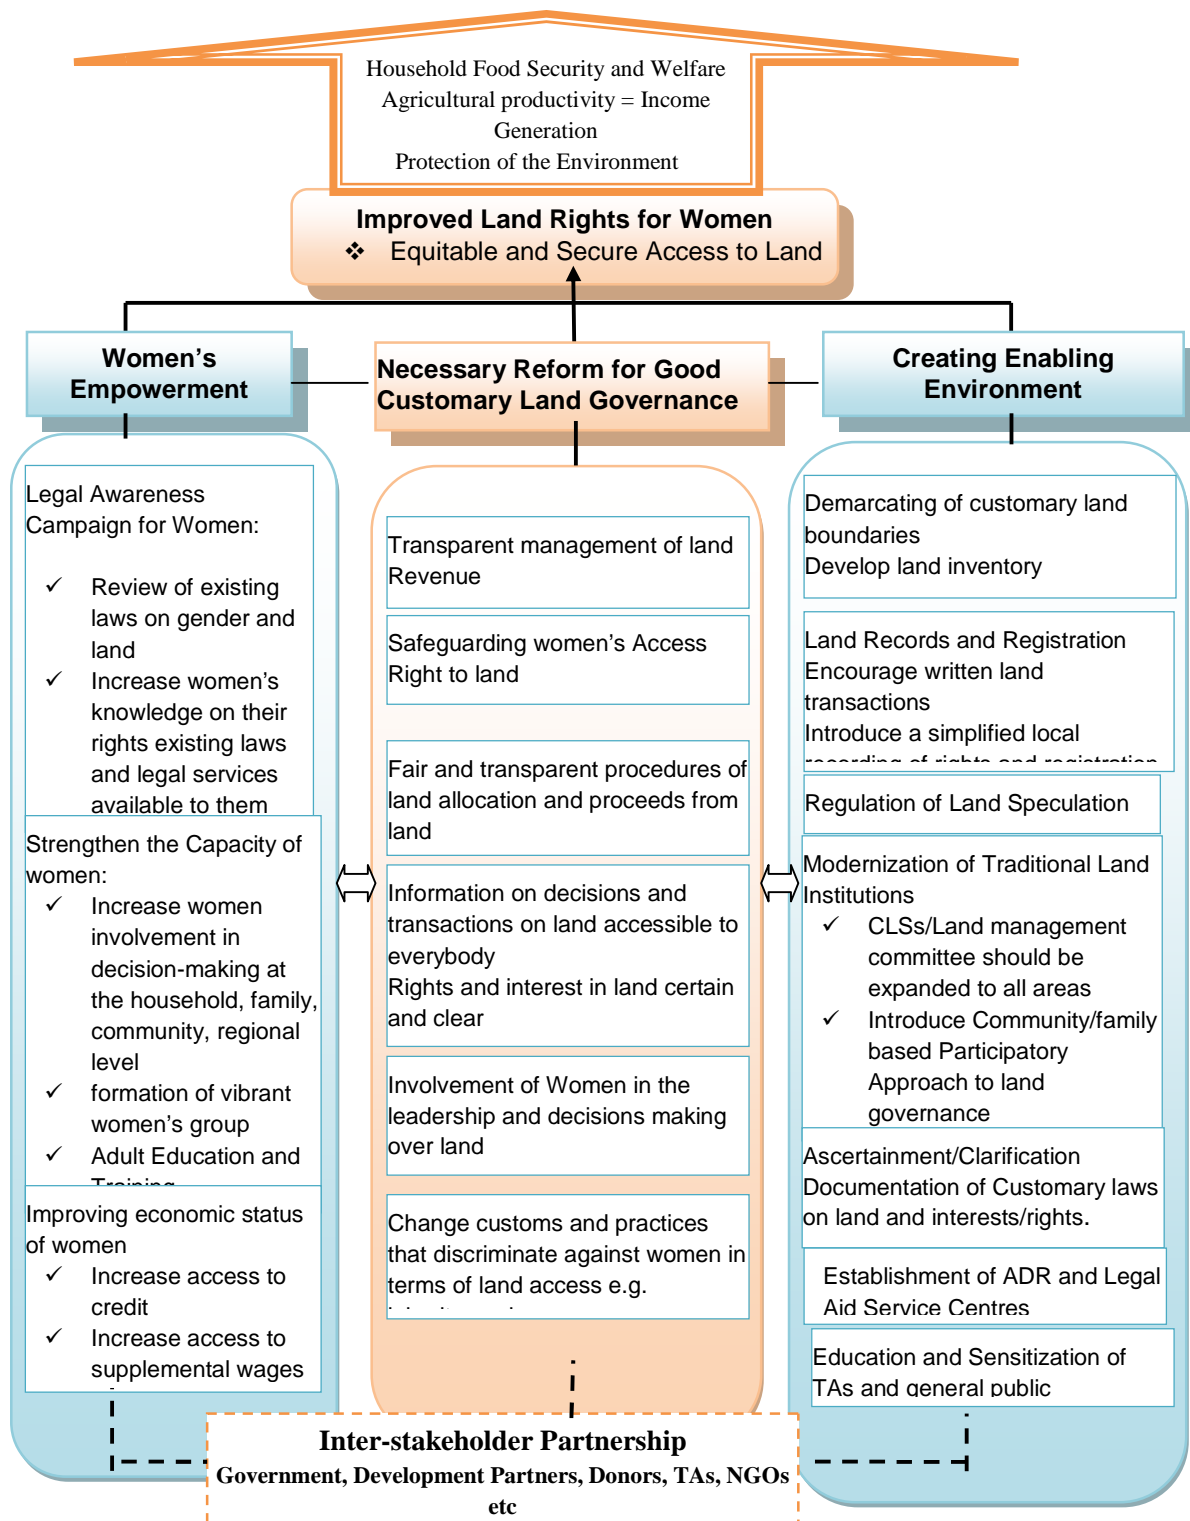 Household Food Security and Welfare
Agricultural productivity = Income
Generation
Protection of the Environment
Improved Land Rights for Women
❖ Equitable and Secure Access to Land
Women's
Empowerment
Necessary Reform for Good
Customary Land Governance
Creating Enabling
Environment
Legal Awareness
Campaign for Women:
✓ Review of existing
laws on gender and
land
✓ Increase women's
knowledge on their
rights existing laws
and legal services
available to them
Strengthen the Capacity of
women:
✓ Increase women
involvement in
decision-making at
the household, family,
community, regional
level
✓ formation of vibrant
women's group
✓ Adult Education and
Training
Improving economic status
of women
✓ Increase access to
credit
✓ Increase access to
supplemental wages
Transparent management of land
Revenue
Safeguarding women's Access
Right to land
Fair and transparent procedures of
land allocation and proceeds from
land
Information on decisions and
transactions on land accessible to
everybody
Rights and interest in land certain
and clear
Involvement of Women in the
leadership and decisions making
over land
Change customs and practices
that discriminate against women in
terms of land access e.g.
Demarcating of customary land
boundaries
Develop land inventory
Land Records and Registration
Encourage written land
transactions
Introduce a simplified local
recording of rights and registration
Regulation of Land Speculation
Modernization of Traditional Land
Institutions
✓ CLSs/Land management
committee should be
expanded to all areas
✓ Introduce Community/family
based Participatory
Approach to land
governance
Ascertainment/Clarification
Documentation of Customary laws
on land and interests/rights.
Establishment of ADR and Legal
Aid Service Centres
Education and Sensitization of
TAs and general public
Inter-stakeholder Partnership
Government, Development Partners, Donors, TAs, NGOs
etc